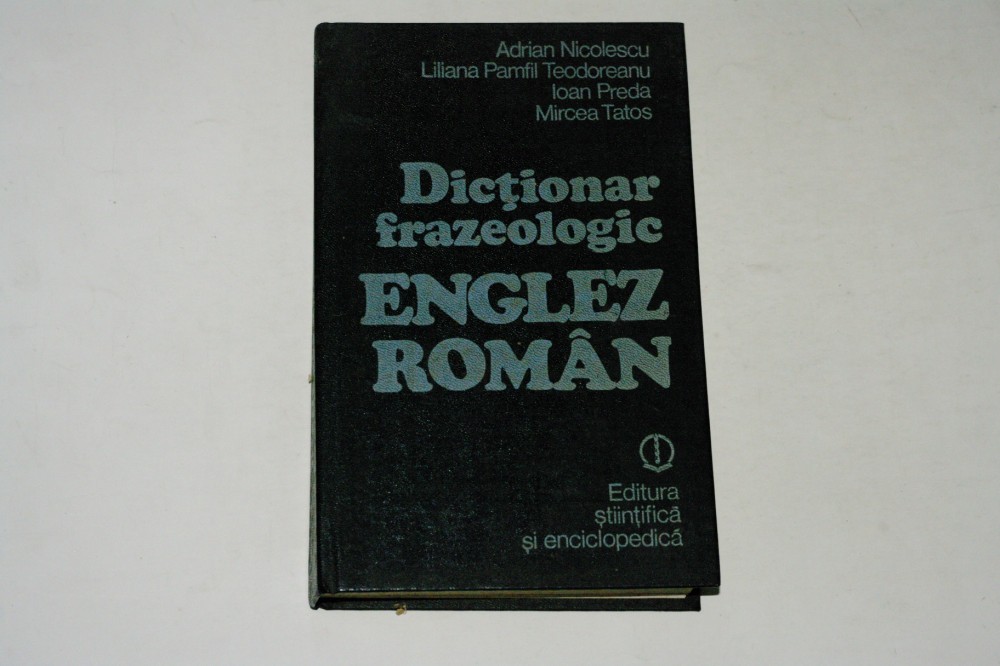 Adrian Nicolescu
Liliana Pamfil Teodoreanu
Ioan Preda
Mircea Tatos
Dicţionar
frazeologic
ENGLEZ
ROMÂN
Editura
ştiinţifică
şi enciclopedică